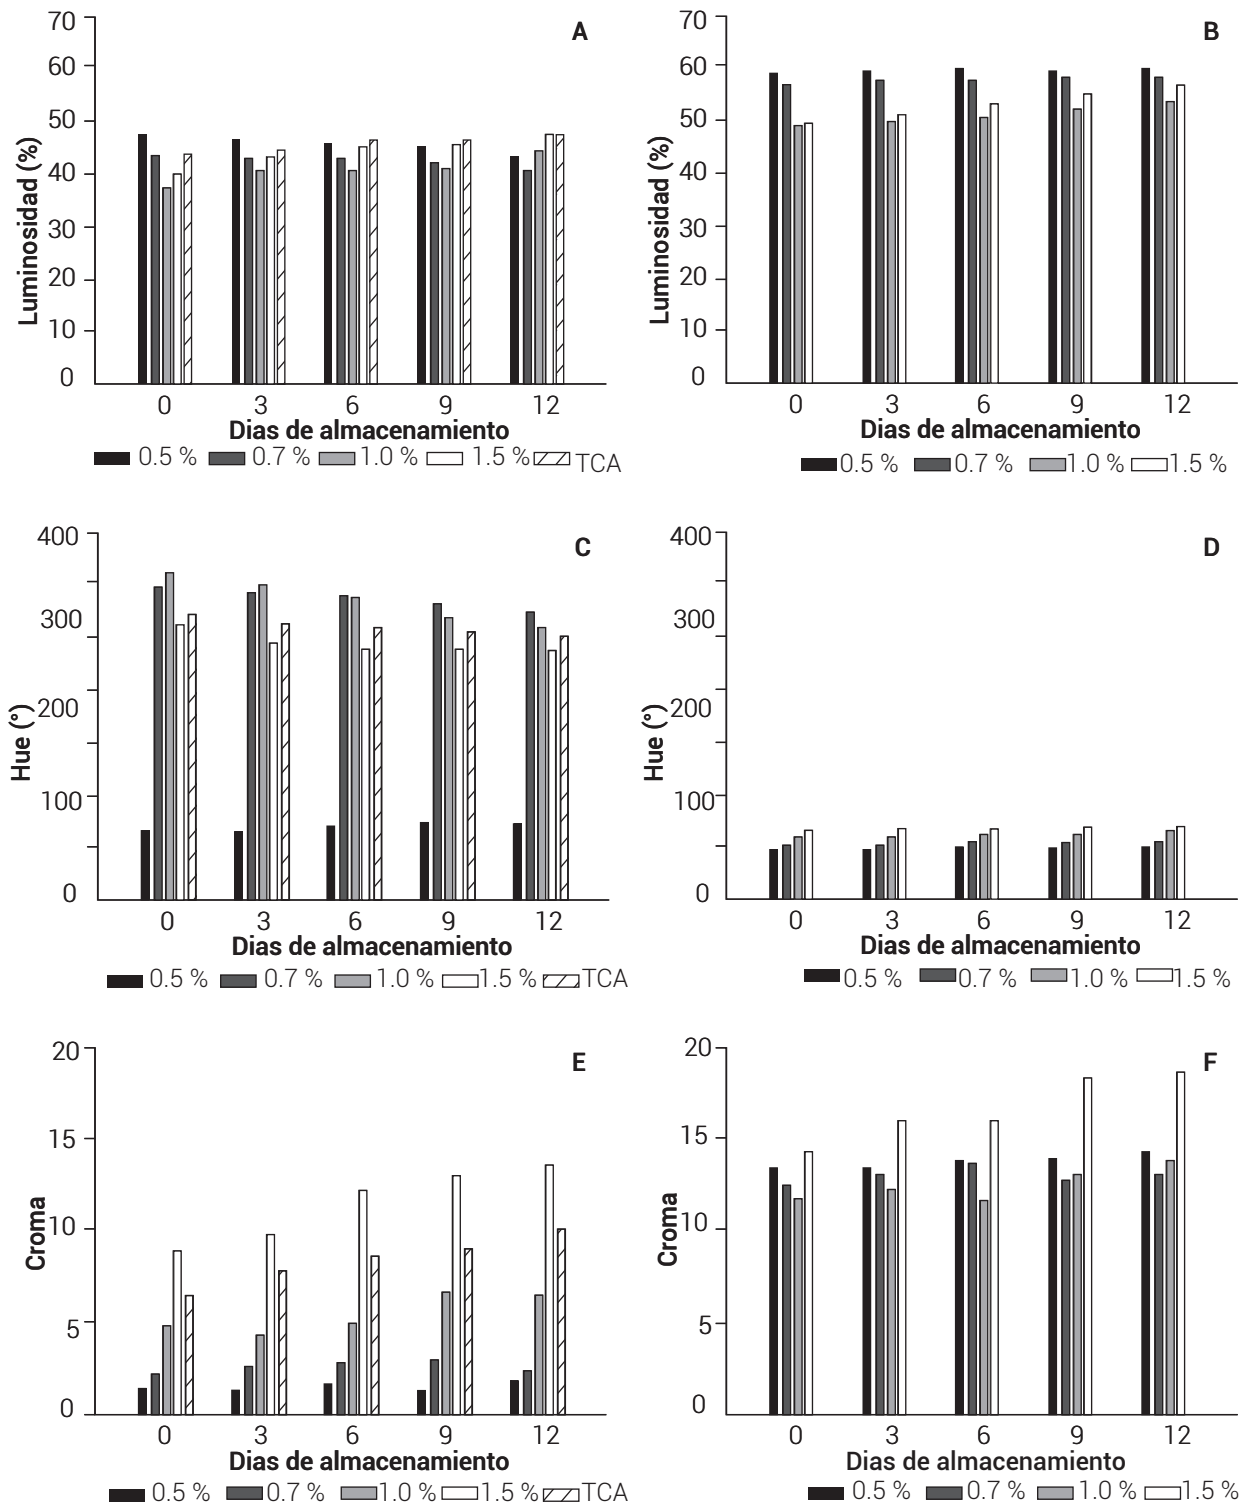 A
70
60
50
40
30
20
10
0
Luminosidad (%)
0 3 6 9 12
Dias de almacenamiento
0.5 % 0.7 % 1.0 % 1.5 % TCA
B
70
60
50
40
30
20
10
0
Luminosidad (%)
0 3 6 9 12
Dias de almacenamiento
0.5 % 0.7 % 1.0 % 1.5 %
C
400
300
200
100
0
Hue (°)
0 3 6 9 12
Dias de almacenamiento
0.5 % 0.7 % 1.0 % 1.5 % TCA
D
400
300
200
100
0
Hue (°)
0 3 6 9 12
Dias de almacenamiento
0.5 % 0.7 % 1.0 % 1.5 %
E
20
15
10
5
0
Croma
0 3 6 9 12
Dias de almacenamiento
0.5 % 0.7 % 1.0 % 1.5 % TCA
F
20
15
10
5
0
Croma
0 3 6 9 12
Dias de almacenamiento
0.5 % 0.7 % 1.0 % 1.5 %